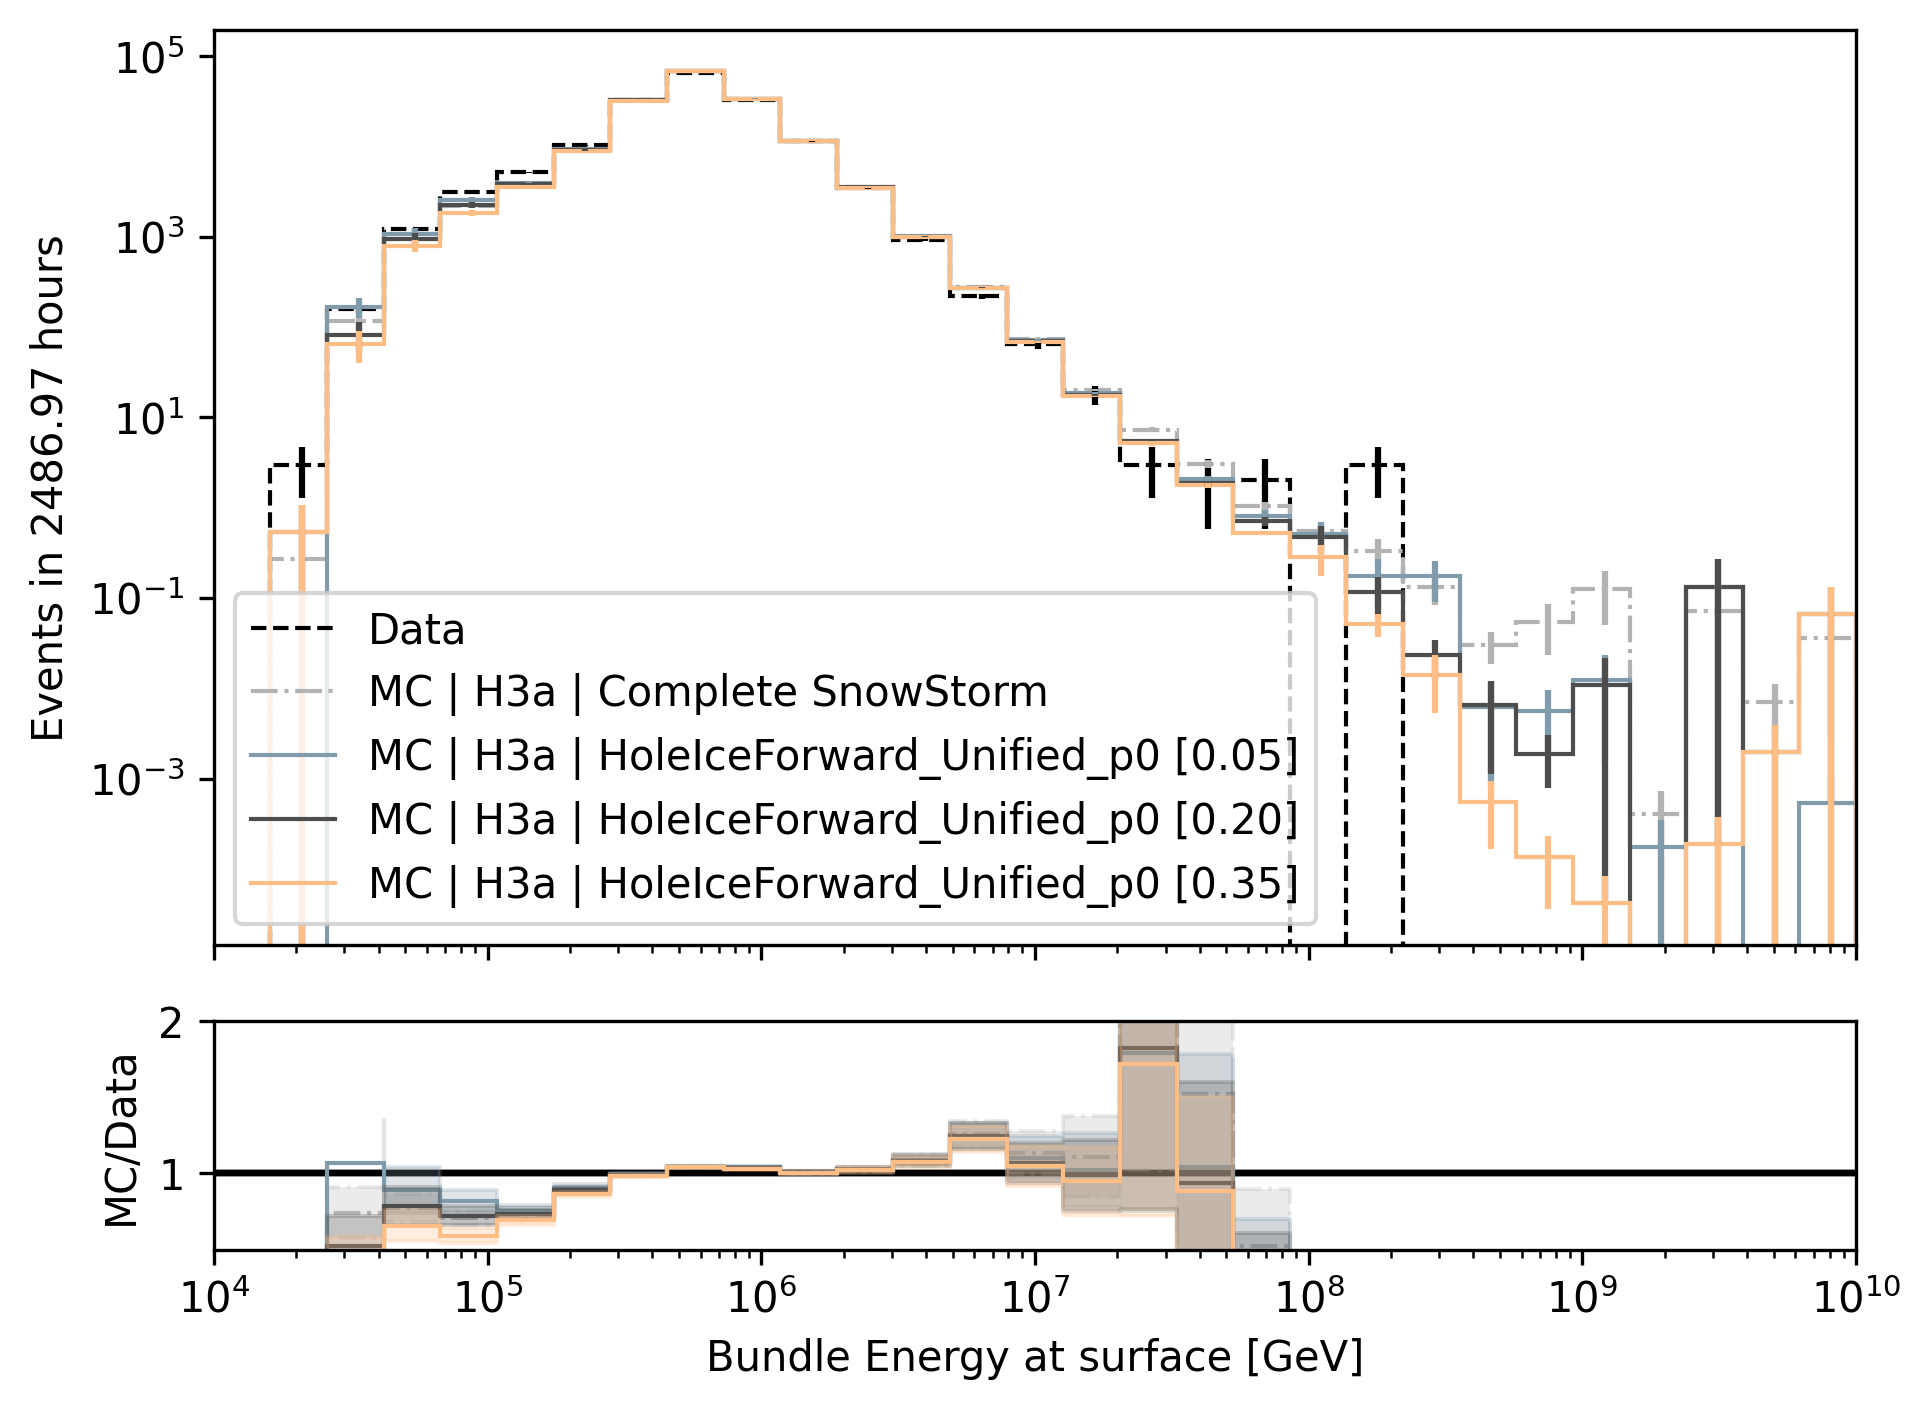 10^5
10^3
10^1
10^−1
10^−3
Events in 2486.97 hours
Data
MC | H3a | Complete SnowStorm
MC | H3a | HoleIceForward_Unified_p0 [0.05]
MC | H3a | HoleIceForward_Unified_p0 [0.20]
MC | H3a | HoleIceForward_Unified_p0 [0.35]
2
1
MC/Data
10^4 10^5 10^6 10^7 10^8 10^9 10^10
Bundle Energy at surface [GeV]